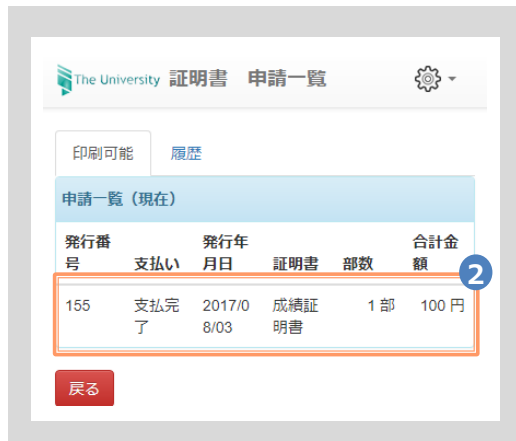 The University 証明書 申請一覧
印刷可能 履歴
申請一覧（現在）
発行番 発行年 合計金
号 支払い 月日 証明書 部数 額
2
155 支払完 2017/0 成績証 1 部 100 円
了 8/03 明書
戻る